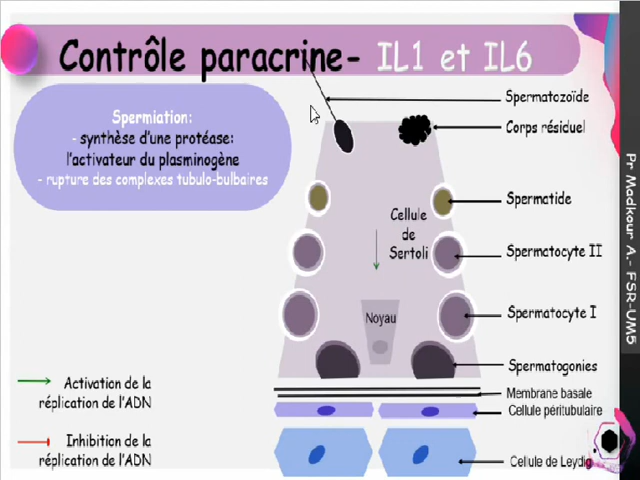 Contrôle paracrine- IL1 et IL6
Spermiation:
- synthèse d'une protéase:
l'activateur du plasminogène
- rupture des complexes tubulo-bulbaires
Spermatozoïde
Corps résiduel
Spermatide
Cellule
de
Sertoli
Spermatocyte II
Noyau
Spermatocyte I
Spermatogonies
Membrane basale
Cellule péritubulaire
Cellule de Leydig
Activation de la
réplication de l'ADN
Inhibition de la
réplication de l'ADN
Pr Madkour A.- FSR-UM5